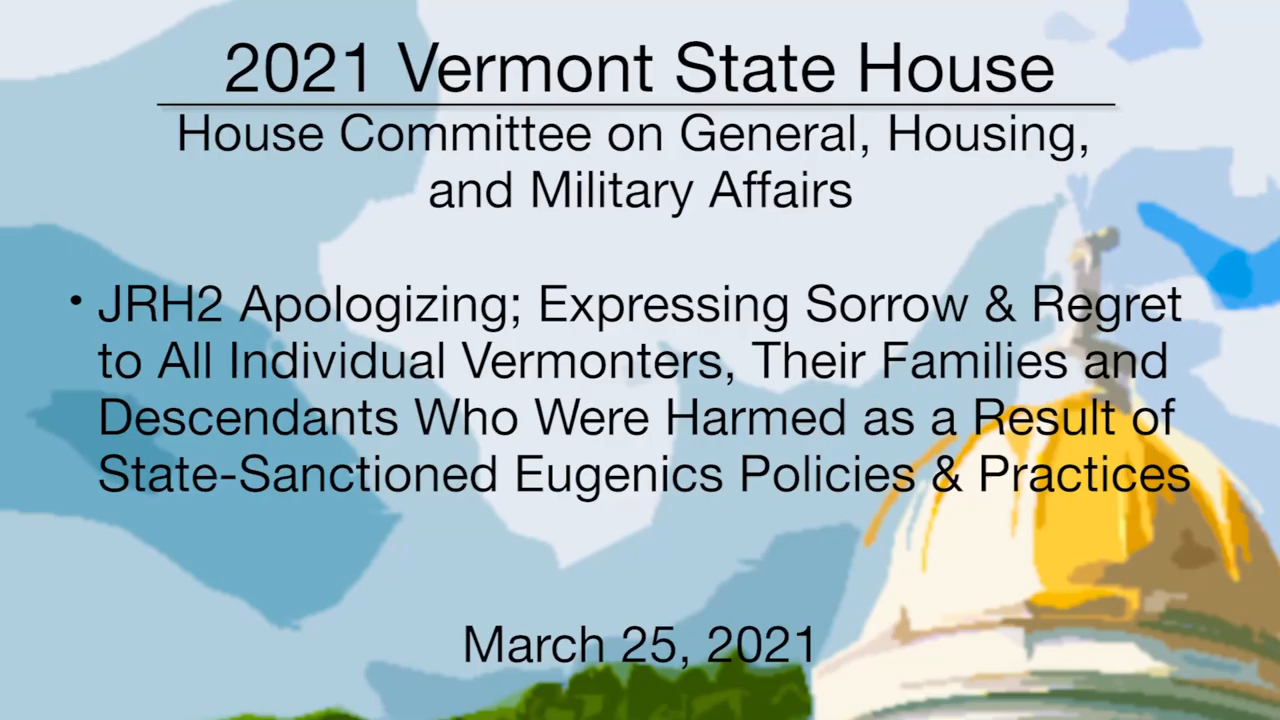 2021 Vermont State House
House Committee on General, Housing,
and Military Affairs
• JRH2 Apologizing; Expressing Sorrow & Regret
to All Individual Vermonters, Their Families and
Descendants Who Were Harmed as a Result of
State-Sanctioned Eugenics Policies & Practices
March 25, 2021